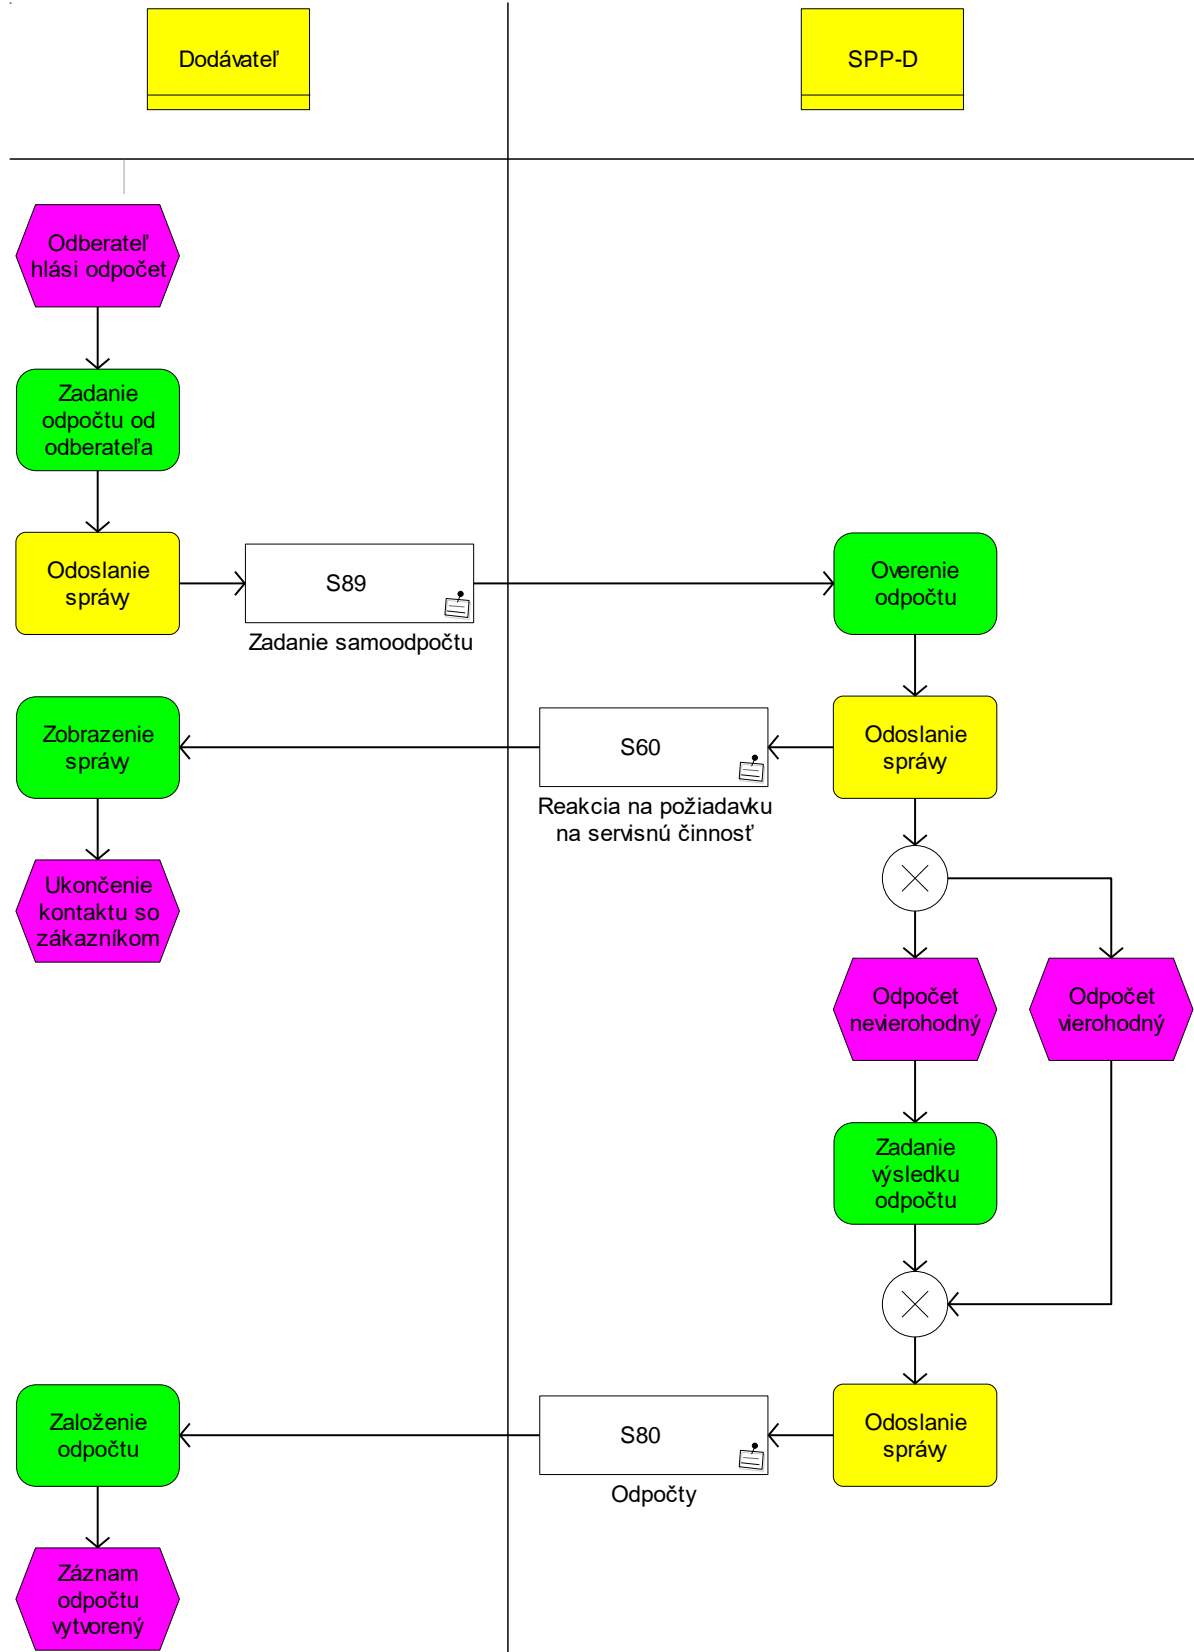 Dodávateľ
SPP-D
Odberateľ
hlási odpočet
Zadanie
odpočtu od
odberateľa
Odoslanie
správy
S89
Zadanie samoodpočtu
Overenie
odpočtu
Zobrazenie
správy
S60
Reakcia na požiadavku
na servisnú činnosť
Odoslanie
správy
Ukončenie
kontaktu so
zákazníkom
Odpočet
nevierohodný
Odpočet
vierohodný
Zadanie
výsledku
odpočtu
Založenie
odpočtu
S80
Odpočty
Odoslanie
správy
Záznam
odpočtu
vytvorený